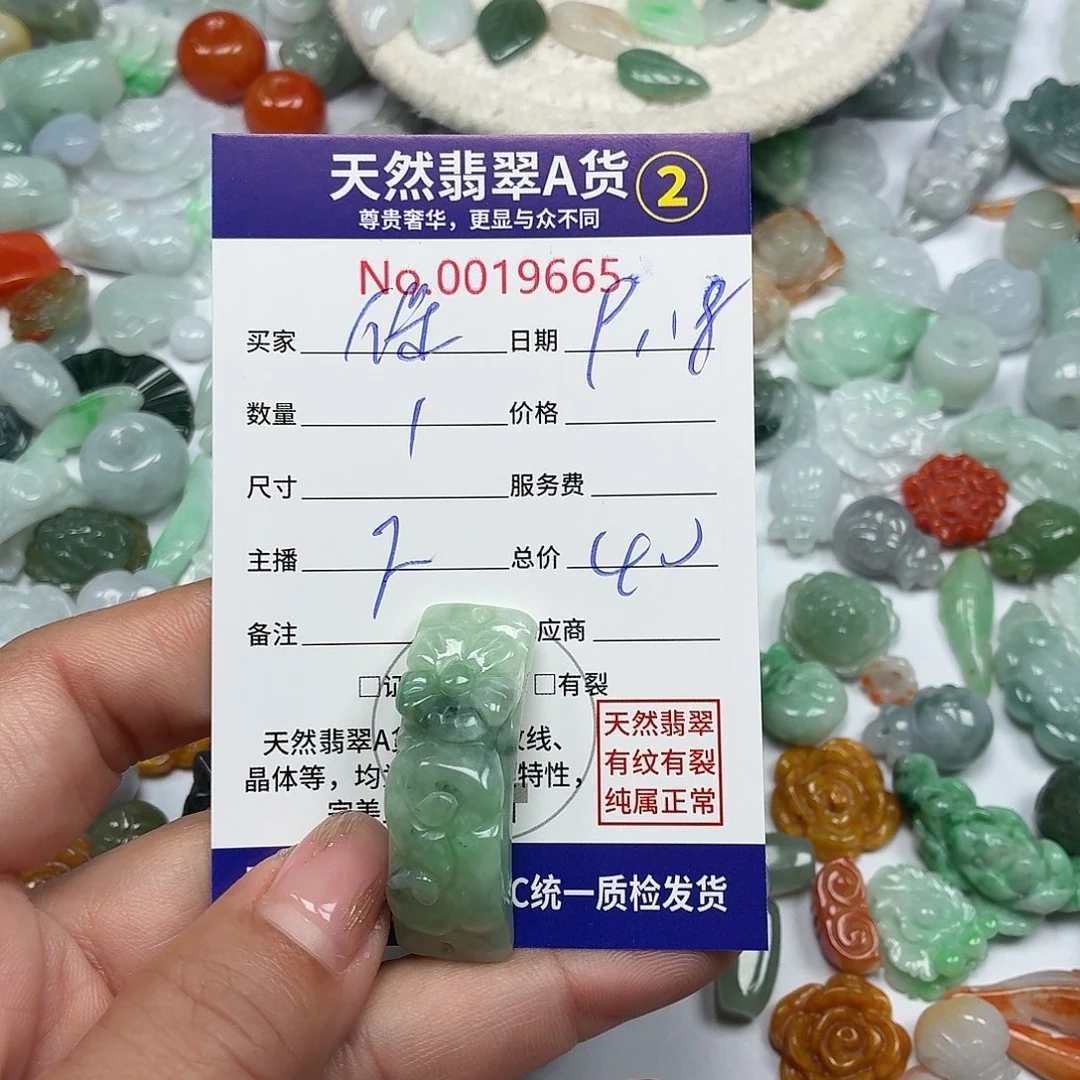 天然翡翠A货 2
尊贵奢华，更显与众不同
No.0019665
买家 日期
数量 1 价格
尺寸 服务费
主播 总价 40
备注 应商
□ □有裂
天然翡翠A 线、
晶体等，均 特性，
完美
天然翡翠
有纹有裂
纯属正常
C统一质检发货